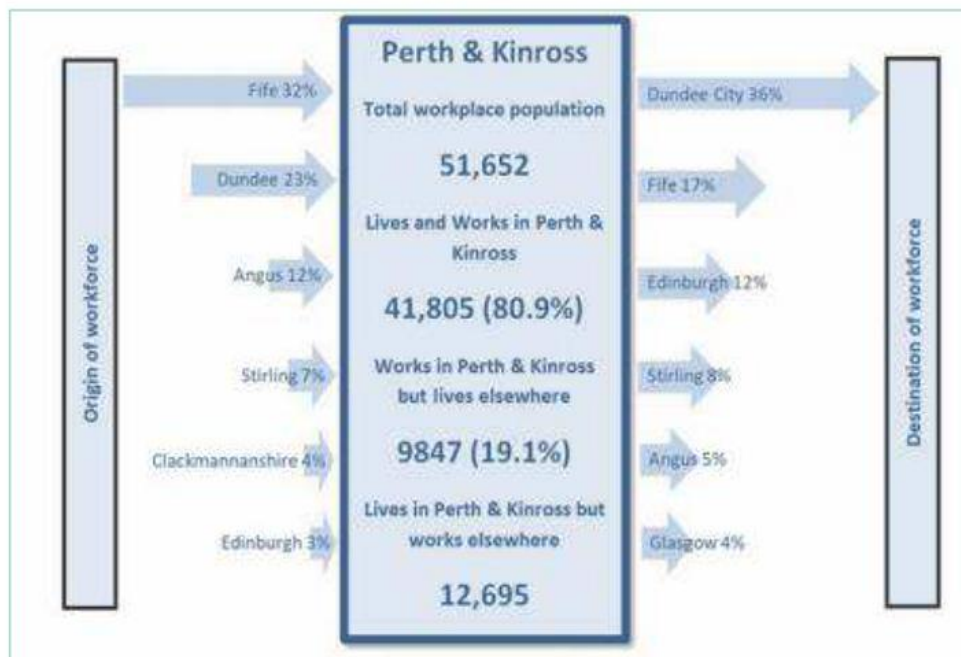 Origin of workforce
Fife 32%
Dundee 23%
Angus 12%
Stirling 7%
Clackmannanshire 4%
Edinburgh 3%
Perth & Kinross
Total workplace population
51,652
Lives and Works in Perth &
Kinross
41,805 (80.9%)
Works in Perth & Kinross
but lives elsewhere
9847 (19.1%)
Lives in Perth & Kinross but
works elsewhere
12,695
Dundee City 36%
Fife 17%
Edinburgh 12%
Stirling 8%
Angus 5%
Glasgow 4%
Destination of workforce